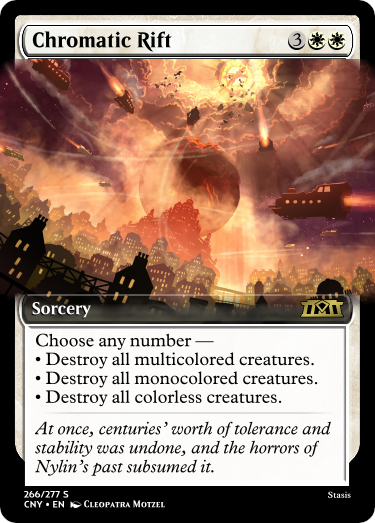 Chromatic Rift 3
Sorcery
Choose any number —
• Destroy all multicolored creatures.
• Destroy all monocolored creatures.
• Destroy all colorless creatures.
At once, centuries' worth of tolerance and
stability was undone, and the horrors of
Nylin's past subsumed it.
266/277 S
Stasis
CNY • EN Cleopatra Motzel